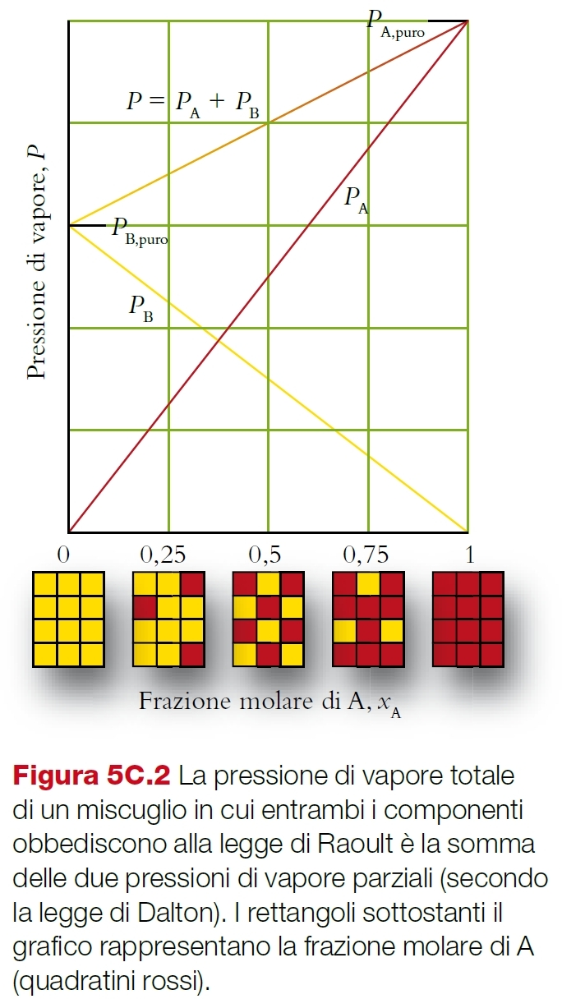 P_A,puro
P = P_A + P_B
Pressione di vapore, P
P_A
P_B,puro
P_B
0 0,25 0,5 0,75 1
Frazione molare di A, x_A
Figura 5C.2 La pressione di vapore totale
di un miscuglio in cui entrambi i componenti
obbediscono alla legge di Raoult è la somma
delle due pressioni di vapore parziali (secondo
la legge di Dalton). I rettangoli sottostanti il
grafico rappresentano la frazione molare di A
(quadratini rossi).